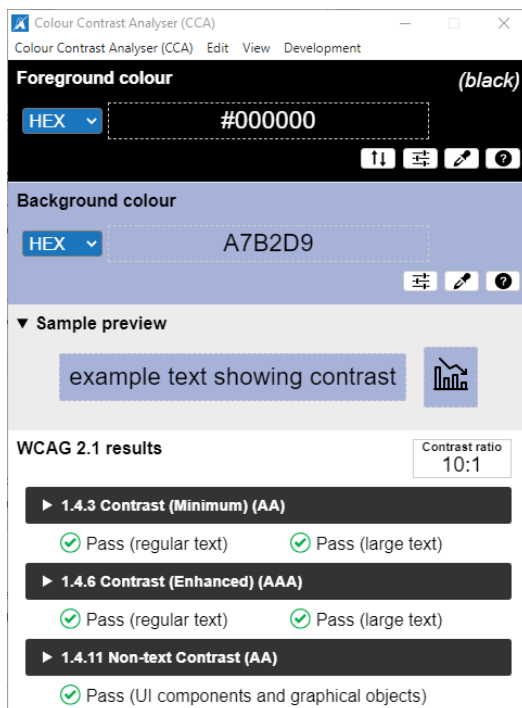 Colour Contrast Analyser (CCA)
Colour Contrast Analyser (CCA) Edit View Development
Foreground colour (black)
HEX #000000
Background colour
HEX A7B2D9
Sample preview
example text showing contrast
WCAG 2.1 results Contrast ratio
10:1
1.4.3 Contrast (Minimum) (AA)
Pass (regular text) Pass (large text)
1.4.6 Contrast (Enhanced) (AAA)
Pass (regular text) Pass (large text)
1.4.11 Non-text Contrast (AA)
Pass (UI components and graphical objects)